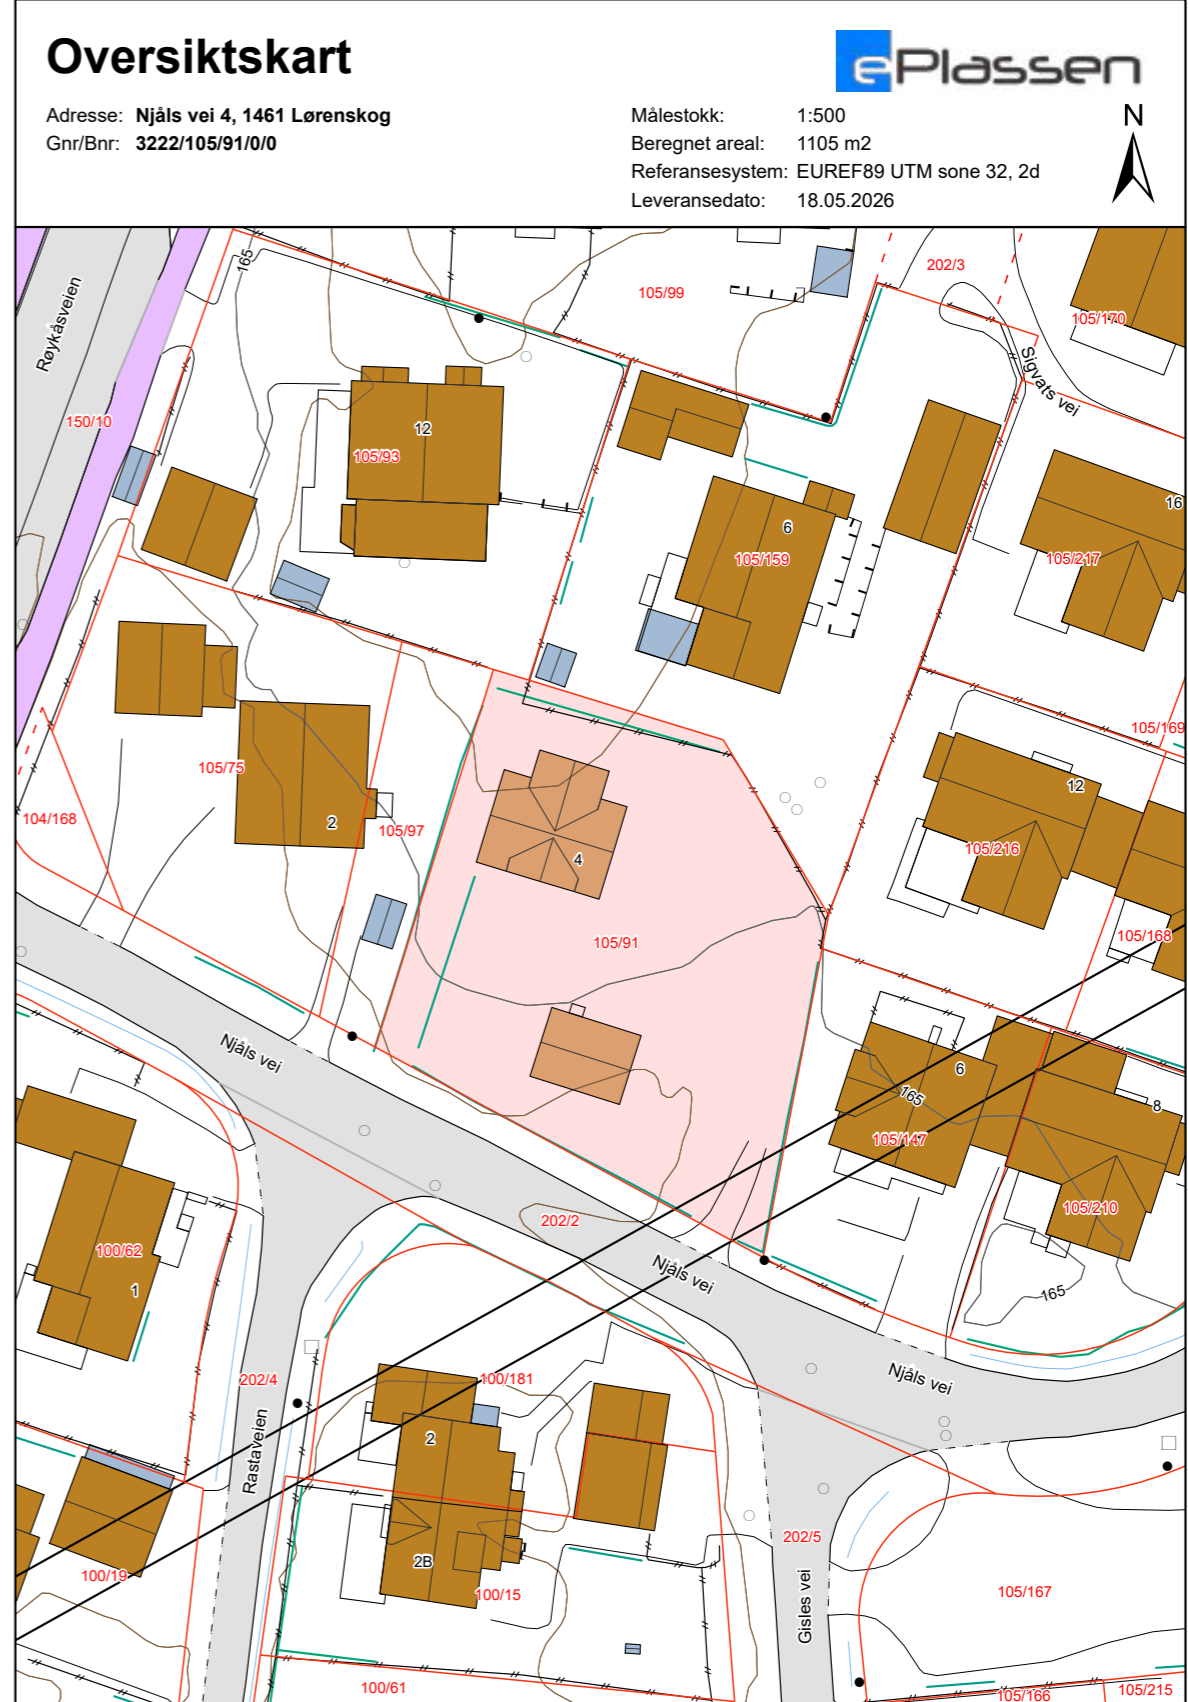 Oversiktskart
ePlassen
Adresse: Njåls vei 4, 1461 Lørenskog
Gnr/Bnr: 3222/105/91/0/0
Målestokk: 1:500
Beregnet areal: 1105 m2
Referansesystem: EUREF89 UTM sone 32, 2d
Leveransedato: 18.05.2026
N
165
202/3
105/99
Røykåsveien
105/170
Sigvats vei
150/10
12
105/93
16
6
105/159
105/217
105/169
105/75
12
104/168
2
105/97
105/216
4
105/91
105/168
Njåls vei
6
165
8
105/147
105/210
202/2
100/62
Njåls vei
1
165
202/4
100/181
Njåls vei
2
Rastaveien
202/5
2B
100/19
100/15
105/167
Gisles vei
100/61
105/166
105/215